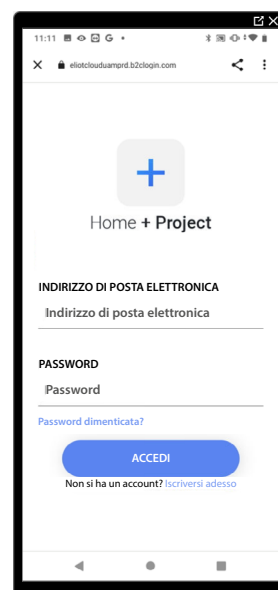 11:11
eliotclouduamprd.b2clogin.com
Home + Project
INDIRIZZO DI POSTA ELETTRONICA
Indirizzo di posta elettronica
PASSWORD
Password
Password dimenticata?
ACCEDI
Non si ha un account? Iscriversi adesso